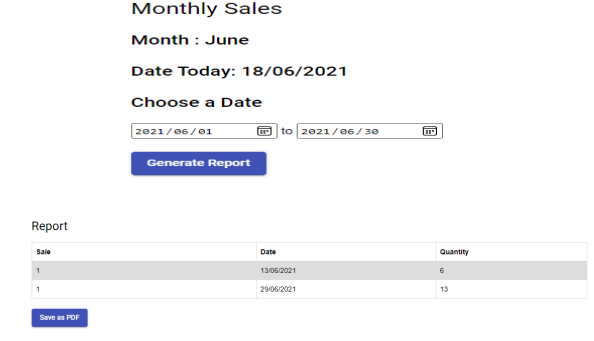 Monthly Sales
Month : June
Date Today: 18/06/2021
Choose a Date
2021/06/01 to 2021/06/30
Generate Report
Report
Sale Date Quantity
1 13/06/2021 6
1 29/06/2021 13
Save as PDF